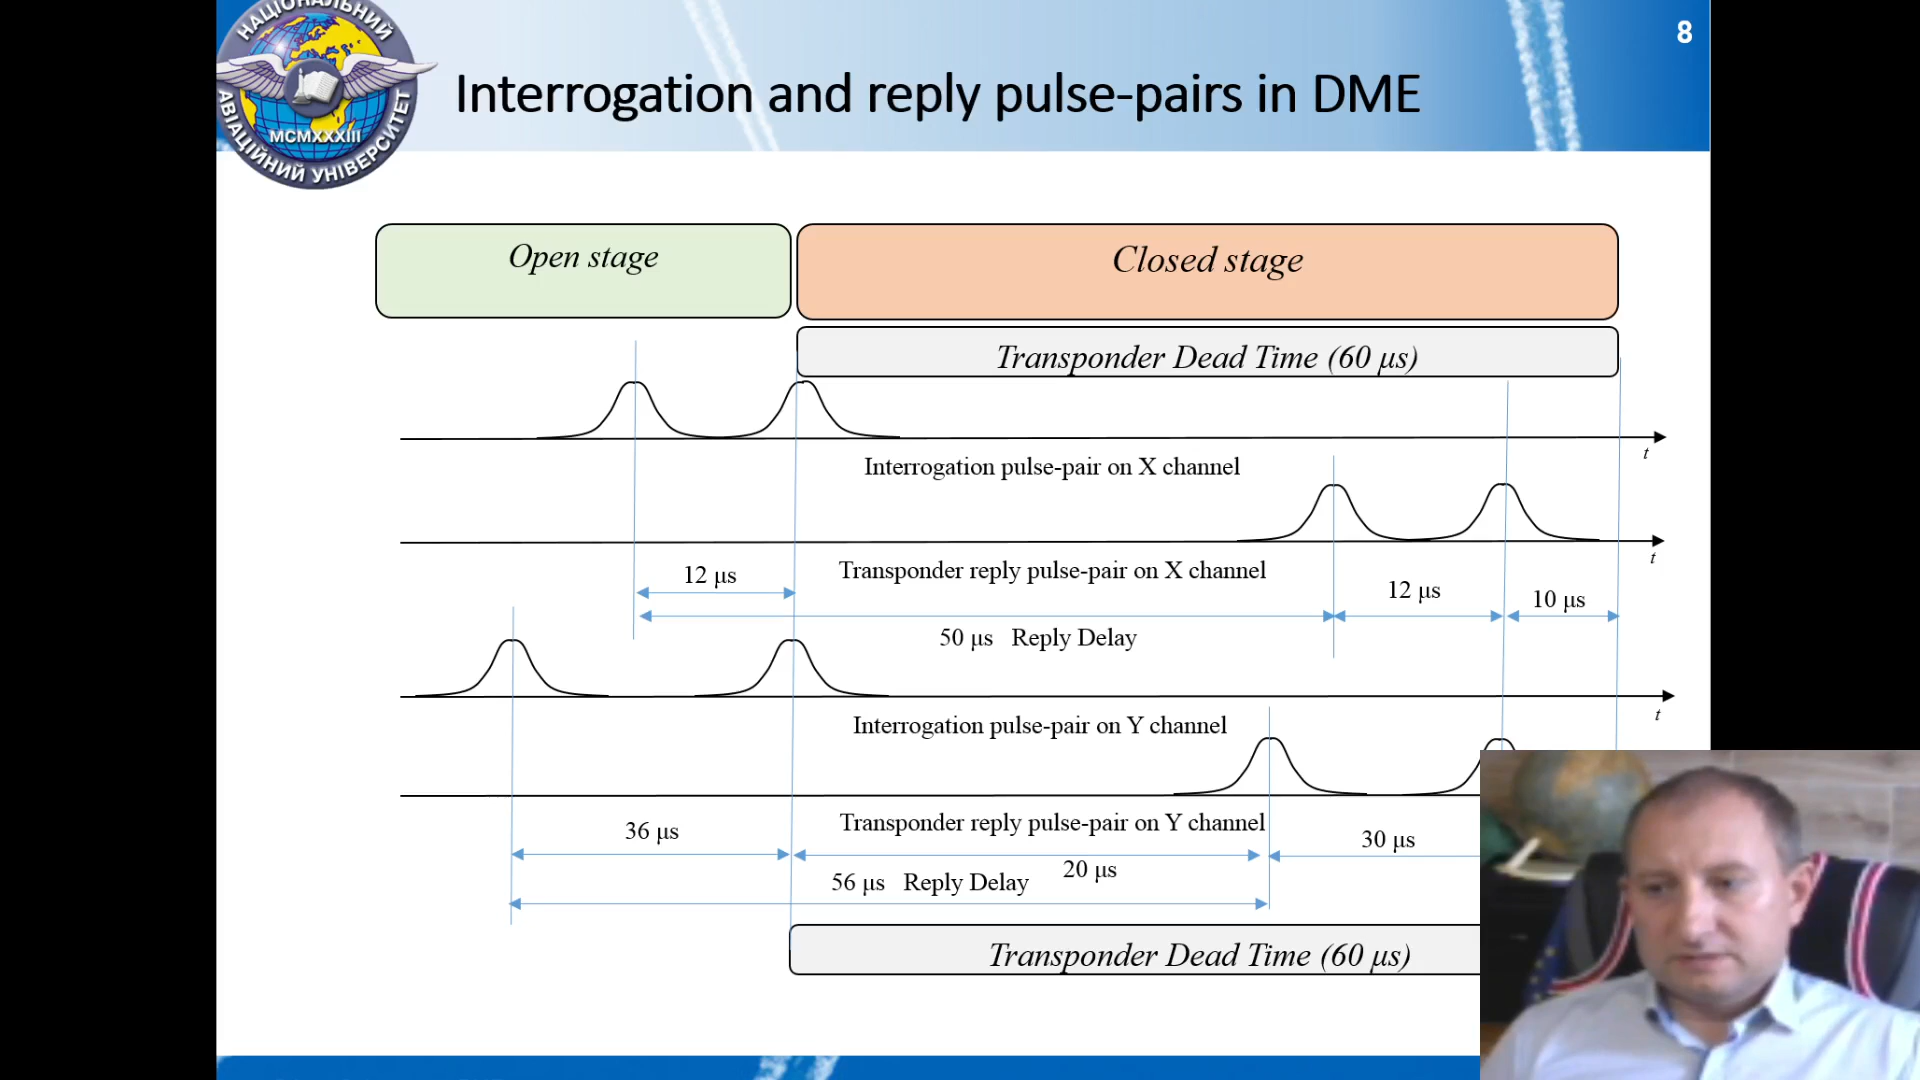 НАЦІОНАЛЬНИЙ
MCMXXXIII
АВІАЦІЙНИЙ УНІВЕРСИТЕТ
8
Interrogation and reply pulse-pairs in DME
Open stage
Closed stage
Transponder Dead Time (60 μs)
t
Interrogation pulse-pair on X channel
t
Transponder reply pulse-pair on X channel
12 μs
12 μs
10 μs
50 μs Reply Delay
t
Interrogation pulse-pair on Y channel
Transponder reply pulse-pair on Y channel
36 μs
30 μs
20 μs
56 μs Reply Delay
Transponder Dead Time (60 μs)